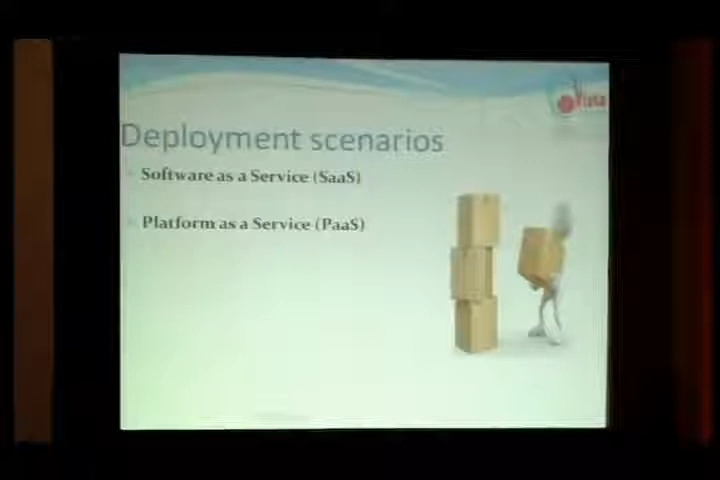 Deployment scenarios
Software as a Service (SaaS)
Platform as a Service (PaaS)